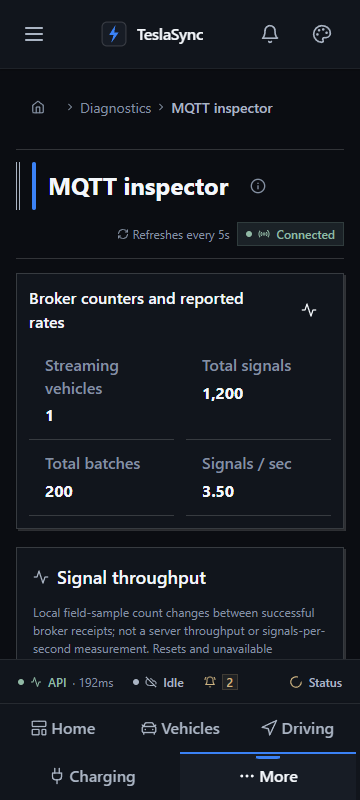 TeslaSync
Diagnostics MQTT inspector
MQTT inspector
Refreshes every 5s Connected
Broker counters and reported
rates
Streaming
vehicles
1
Total signals
1,200
Total batches
200
Signals / sec
3.50
Signal throughput
Local field-sample count changes between successful
broker receipts; not a server throughput or signals-per-
second measurement. Resets and unavailable
API · 192ms Idle 2 Status
Home Vehicles Driving
Charging More